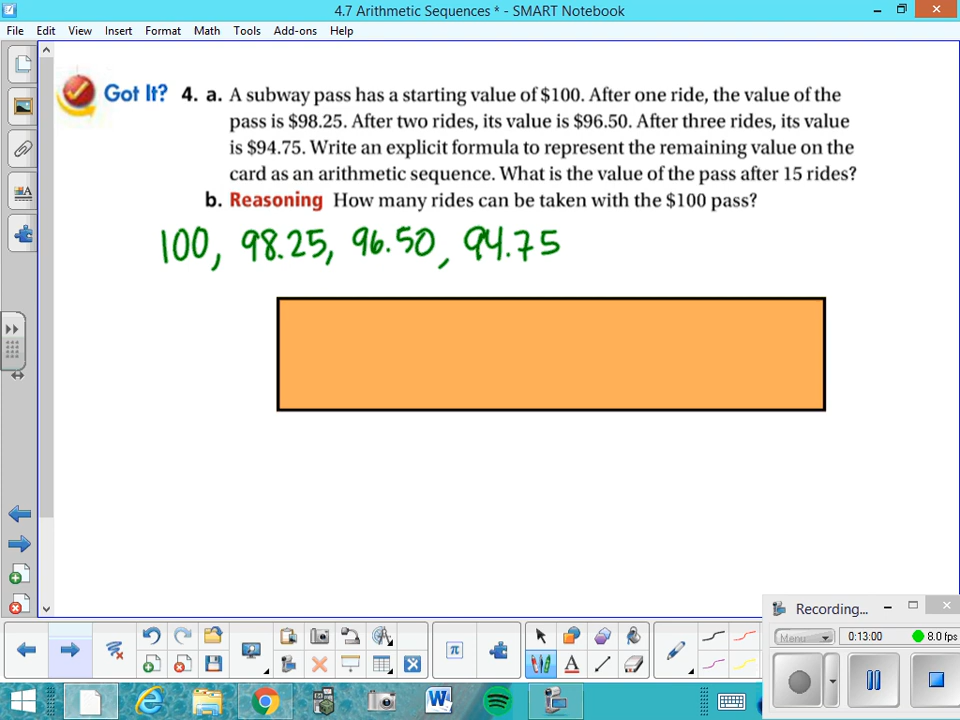 4.7 Arithmetic Sequences * - SMART Notebook
File Edit View Insert Format Math Tools Add-ons Help
Got It? 4. a. A subway pass has a starting value of $100. After one ride, the value of the
pass is $98.25. After two rides, its value is $96.50. After three rides, its value
is $94.75. Write an explicit formula to represent the remaining value on the
card as an arithmetic sequence. What is the value of the pass after 15 rides?
b. Reasoning How many rides can be taken with the $100 pass?
100, 98.25, 96.50, 94.75
Recording...
Menu 0:13:00 8.0 fps